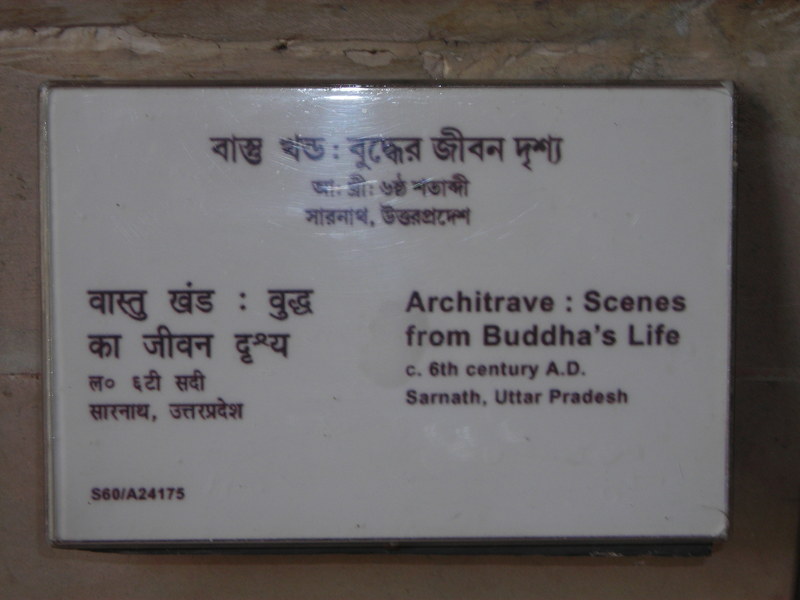 বাস্তু খন্ড : বুদ্ধের জীবন দৃশ্য
আঃ খ্রীঃ ৬ষ্ঠ শতাব্দী
সারনাথ, উত্তরপ্রদেশ
वास्तु खंड : वुद्ध
का जीवन दृश्य
ल० ६टी सदी
सारनाथ, उत्तरप्रदेश
Architrave : Scenes
from Buddha's Life
c. 6th century A.D.
Sarnath, Uttar Pradesh
S60/A24175